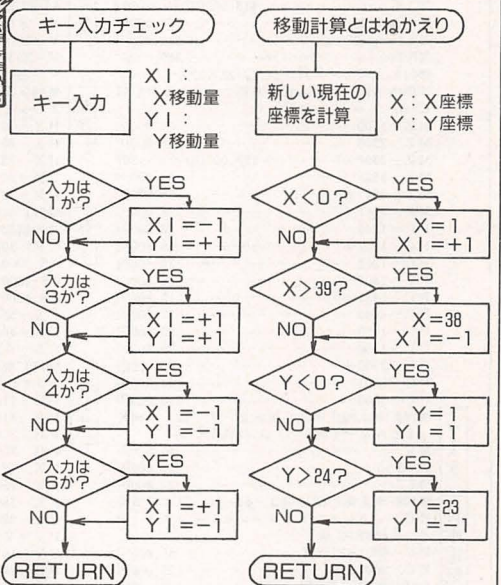 キー入力チェック
キー入力
XI:
X移動量
YI:
Y移動量
入力は
1か?
YES
NO
XI=-1
YI=+1
入力は
3か?
YES
NO
XI=+1
YI=+1
入力は
4か?
YES
NO
XI=-1
YI=-1
入力は
6か?
YES
NO
XI=+1
YI=-1
RETURN
移動計算とはねかえり
新しい現在の
座標を計算
X:X座標
Y:Y座標
X<0?
YES
NO
X=1
XI=+1
X>39?
YES
NO
X=38
XI=-1
Y<0?
YES
NO
Y=1
YI=1
Y>24?
YES
NO
Y=23
YI=-1
RETURN